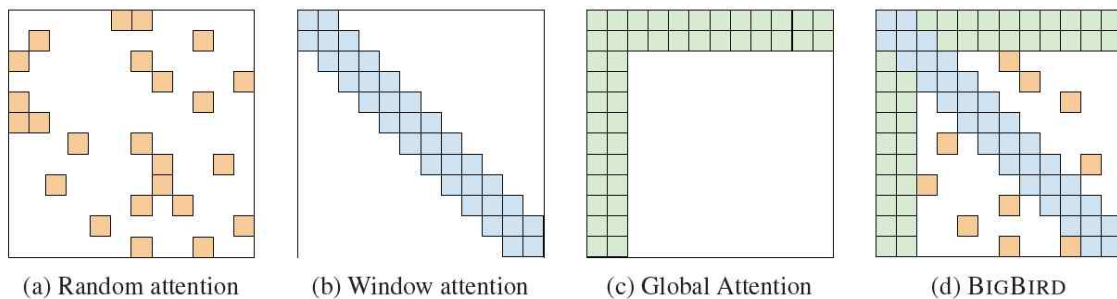 (a) Random attention
(b) Window attention
(c) Global Attention
(d) BIGBIRD